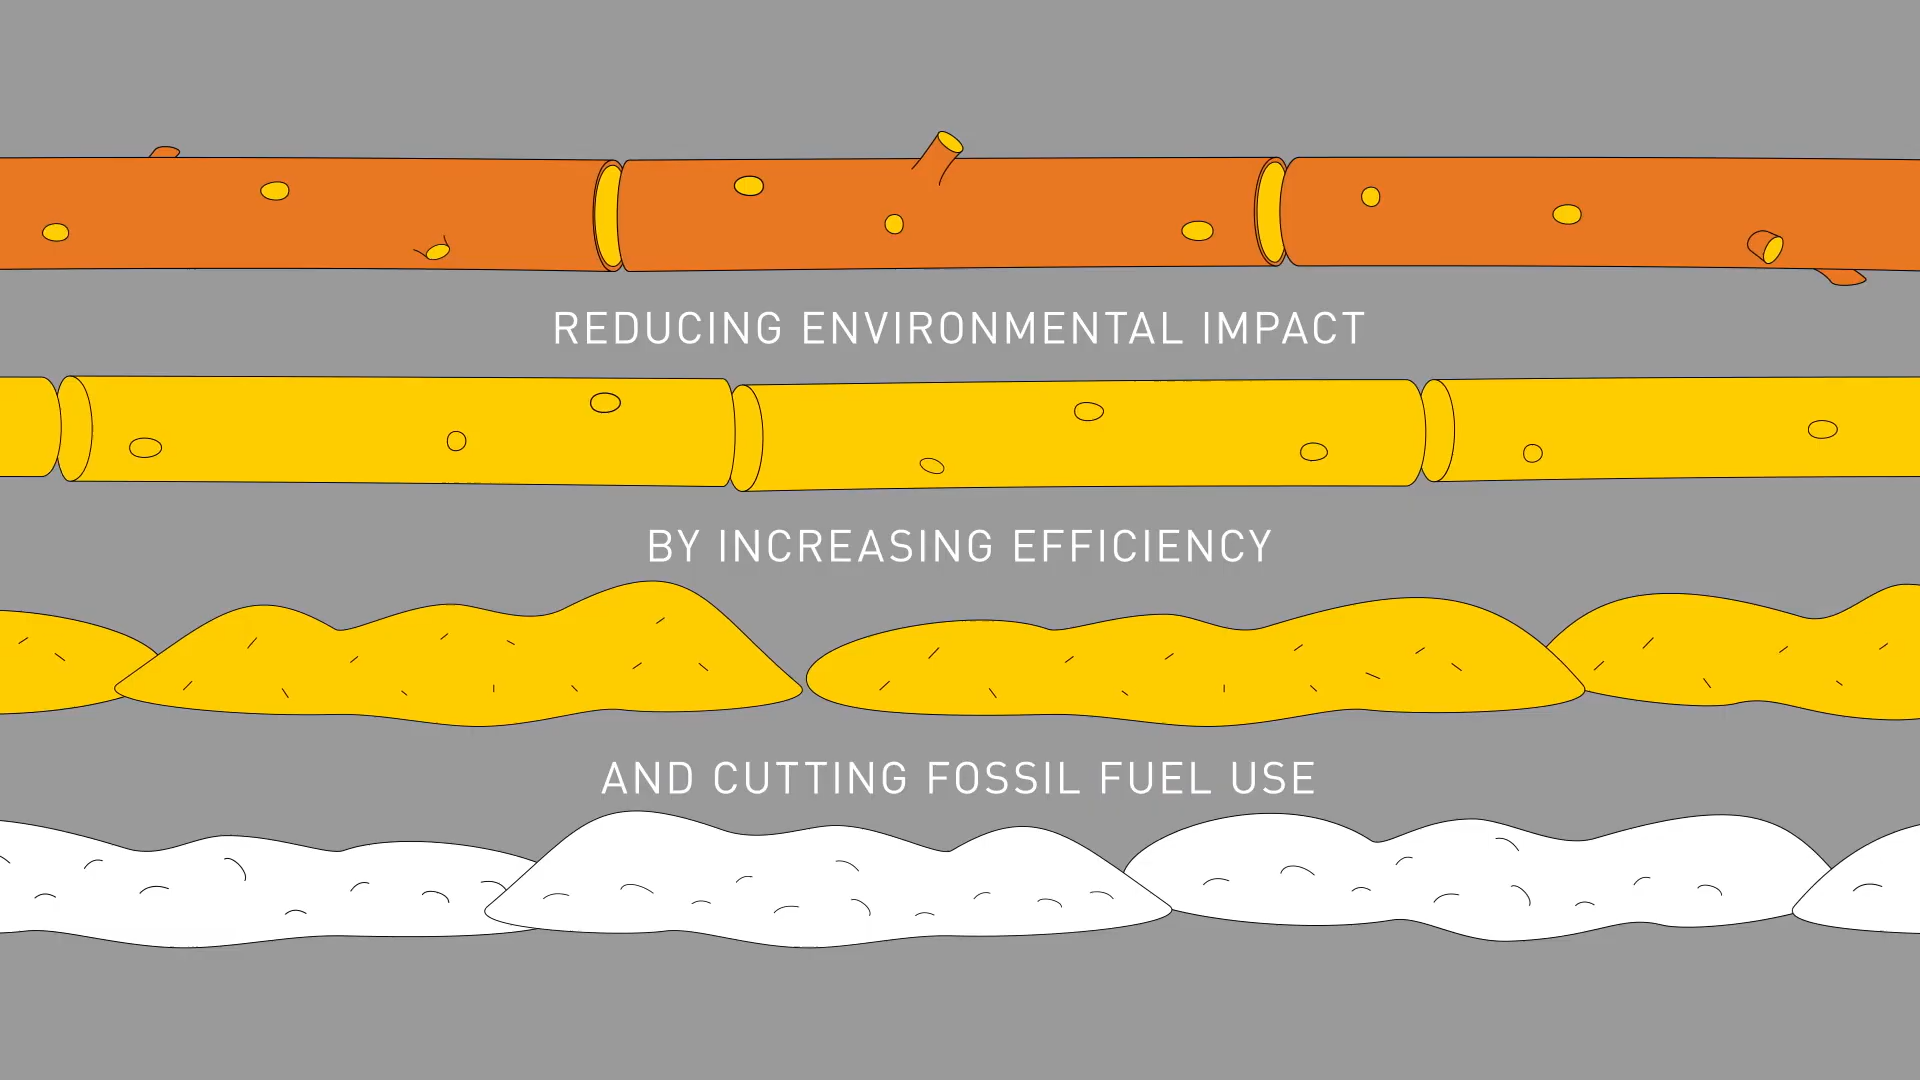 REDUCING ENVIRONMENTAL IMPACT
BY INCREASING EFFICIENCY
AND CUTTING FOSSIL FUEL USE